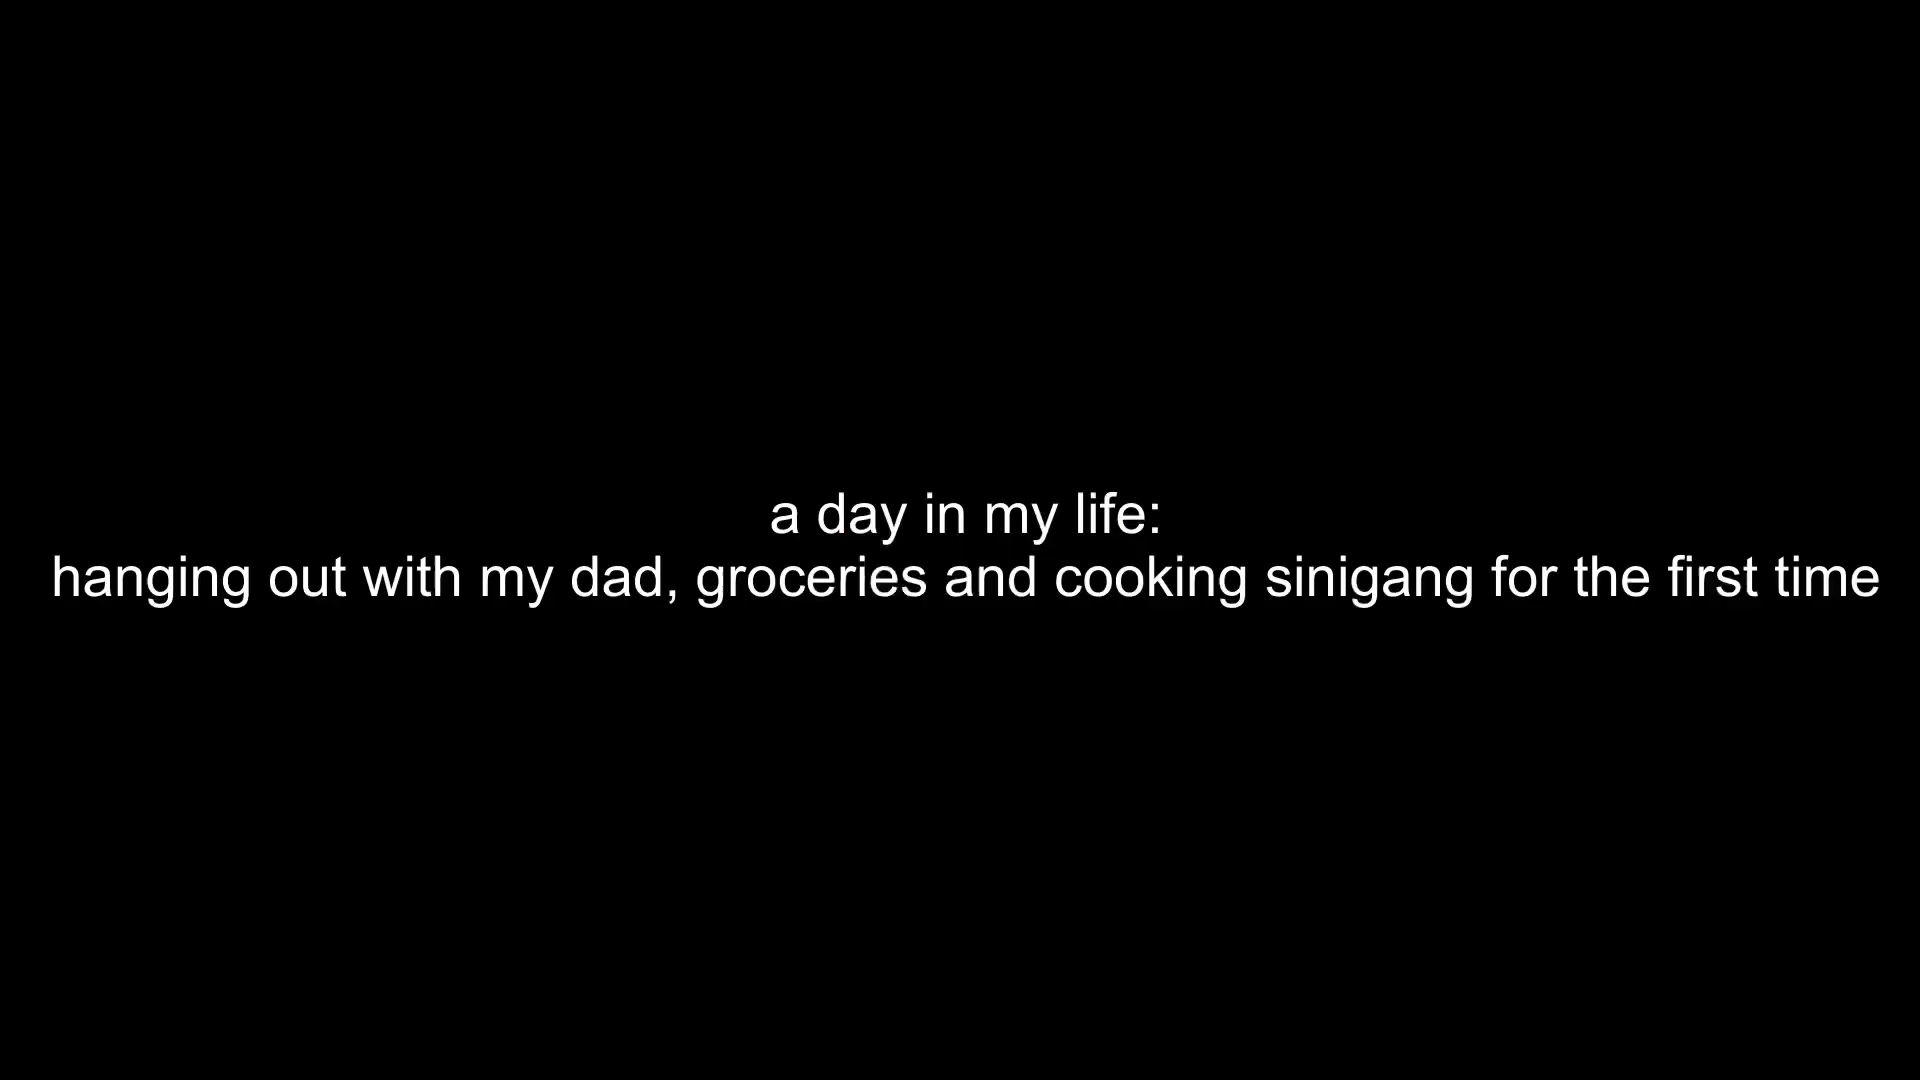 a day in my life:
hanging out with my dad, groceries and cooking sinigang for the first time